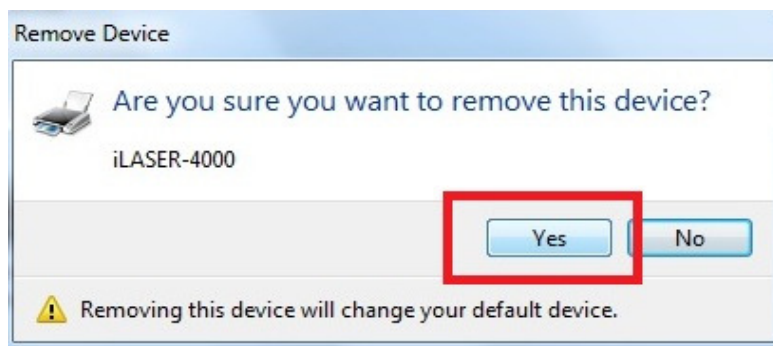 Remove Device
Are you sure you want to remove this device?
iLASER-4000
Yes No
Removing this device will change your default device.